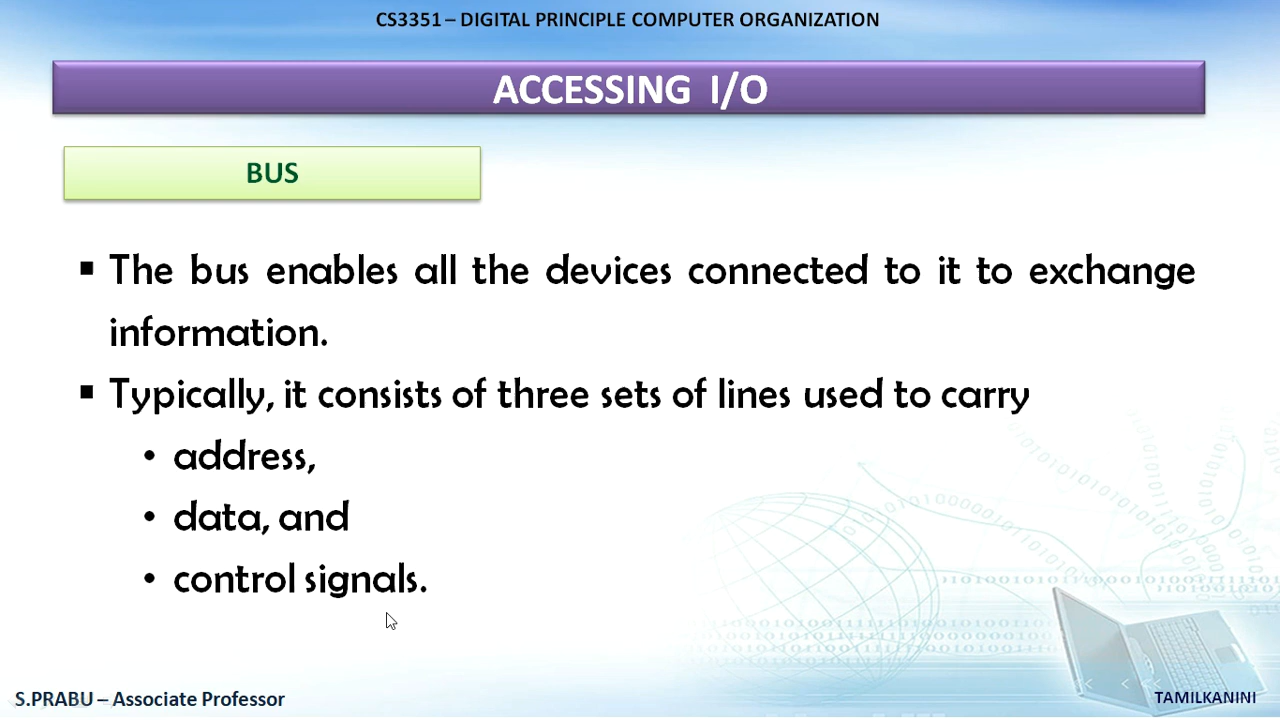 CS3351 – DIGITAL PRINCIPLE COMPUTER ORGANIZATION
ACCESSING I/O
BUS
▪ The bus enables all the devices connected to it to exchange
information.
▪ Typically, it consists of three sets of lines used to carry
• address,
• data, and
• control signals.
S.PRABU – Associate Professor
TAMILKANINI